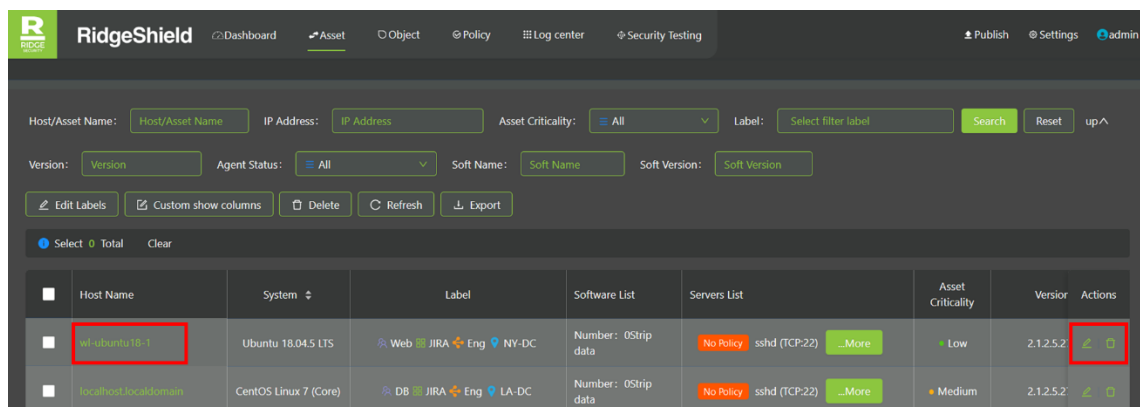 R
RIDGE
SECURITY
RidgeShield Dashboard Asset Object Policy Log center Security Testing Publish Settings admin
Host/Asset Name: Host/Asset Name IP Address: IP Address Asset Criticality: All Label: Select filter label Search Reset up
Version: Version Agent Status: All Soft Name: Soft Name Soft Version: Soft Version
Edit Labels Custom show columns Delete Refresh Export
Select 0 Total Clear
Host Name System Label Software List Servers List Asset Criticality Version Actions
wl-ubuntu18-1 Ubuntu 18.04.5 LTS Web JIRA Eng NY-DC Number: 0Strip data No Policy sshd (TCP:22) ...More Low 2.1.2.5.2
localhost.localdomain CentOS Linux 7 (Core) DB JIRA Eng LA-DC Number: 0Strip data No Policy sshd (TCP:22) ...More Medium 2.1.2.5.2